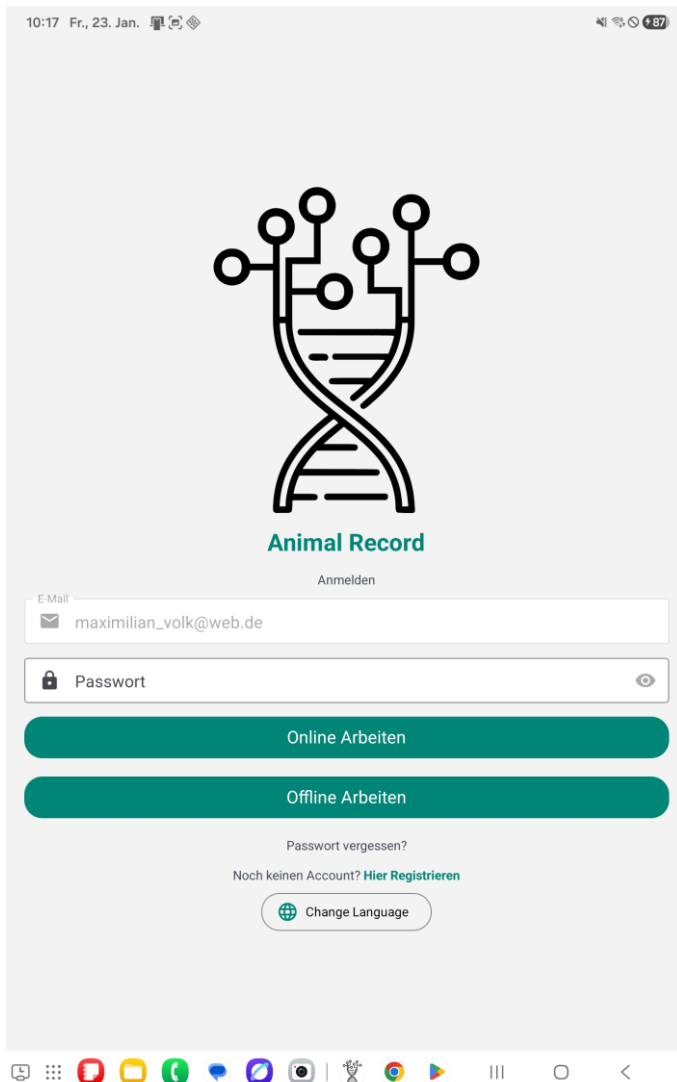 10:17 Fr., 23. Jan.
87
Animal Record
Anmelden
E-Mail
maximilian_volk@web.de
Passwort
Online Arbeiten
Offline Arbeiten
Passwort vergessen?
Noch keinen Account? Hier Registrieren
Change Language